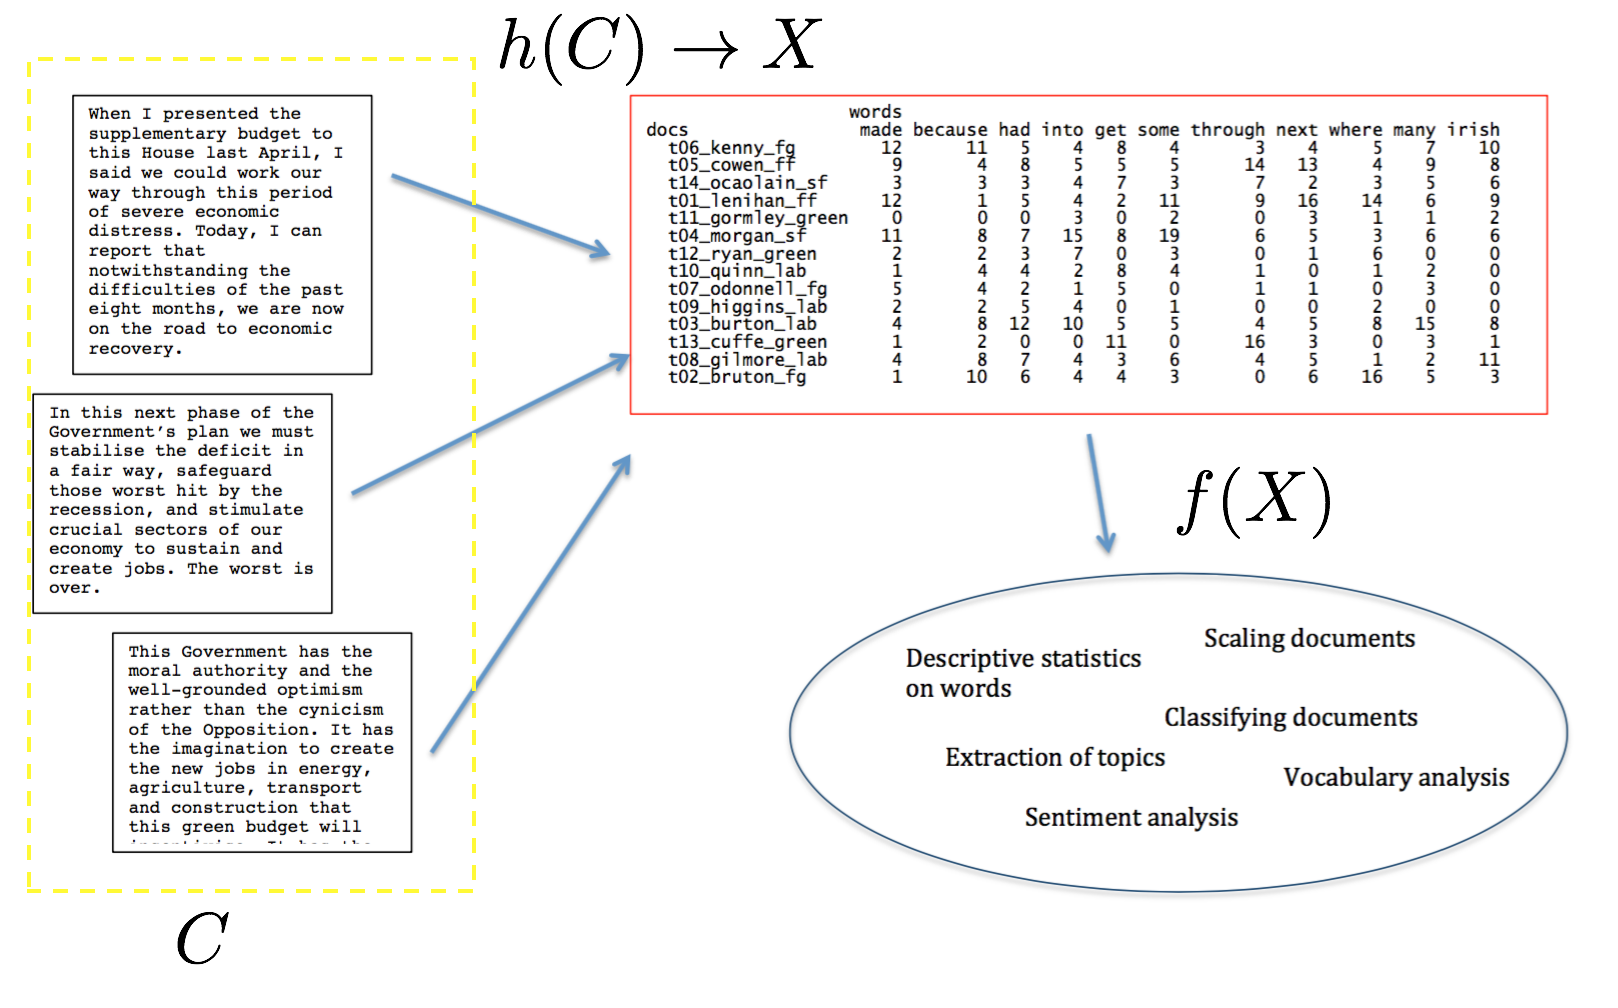 h(C) → X
When I presented the
supplementary budget to
this House last April, I
said we could work our
way through this period
of severe economic
distress. Today, I can
report that
notwithstanding the
difficulties of the past
eight months, we are now
on the road to economic
recovery.
In this next phase of the
Government’s plan we must
stabilise the deficit in
a fair way, safeguard
those worst hit by the
recession, and stimulate
crucial sectors of our
economy to sustain and
create jobs. The worst is
over.
This Government has the
moral authority and the
well-grounded optimism
rather than the cynicism
of the Opposition. It has
the imagination to create
the new jobs in energy,
agriculture, transport
and construction that
this green budget will
C
words
docs made because had into get some through next where many irish
t06_kenny_fg 12 11 5 4 8 4 3 4 5 7 10
t05_cowen_ff 9 4 8 5 5 5 14 13 4 9 8
t14_ocaolain_sf 3 3 3 4 7 3 7 2 3 5 6
t01_lenihan_ff 12 1 5 4 2 11 9 16 14 6 9
t11_gormley_green 0 0 0 3 0 2 0 3 1 1 2
t04_morgan_sf 11 8 7 15 8 19 6 5 3 6 6
t12_ryan_green 2 2 3 7 0 3 0 1 6 0 0
t10_quinn_lab 1 4 4 2 8 4 1 0 1 2 0
t07_odonnell_fg 5 4 2 1 5 0 1 1 0 3 0
t09_higgins_lab 2 2 5 4 0 1 0 0 2 0 0
t03_burton_lab 4 8 12 10 5 5 4 5 8 15 8
t13_cuffe_green 1 2 0 0 11 0 16 3 0 3 1
t08_gilmore_lab 4 8 7 4 3 6 4 5 1 2 11
t02_bruton_fg 1 10 6 4 4 3 0 6 16 5 3
f(X)
Scaling documents
Descriptive statistics
on words
Classifying documents
Extraction of topics
Vocabulary analysis
Sentiment analysis